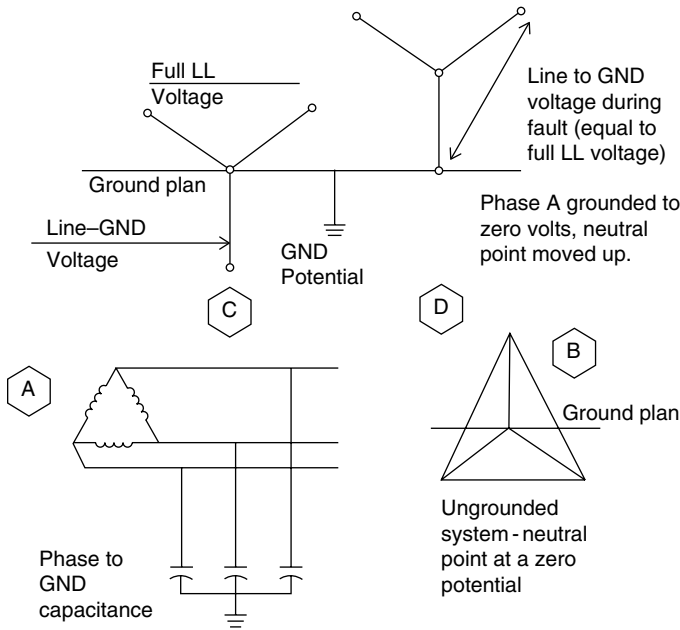 Full LL
Voltage
Line to GND
voltage during
fault (equal to
full LL voltage)
Ground plan
Phase A grounded to
zero volts, neutral
point moved up.
Line–GND
Voltage
GND
Potential
C
D
B
A
Ground plan
Ungrounded
system - neutral
point at a zero
potential
Phase to
GND
capacitance